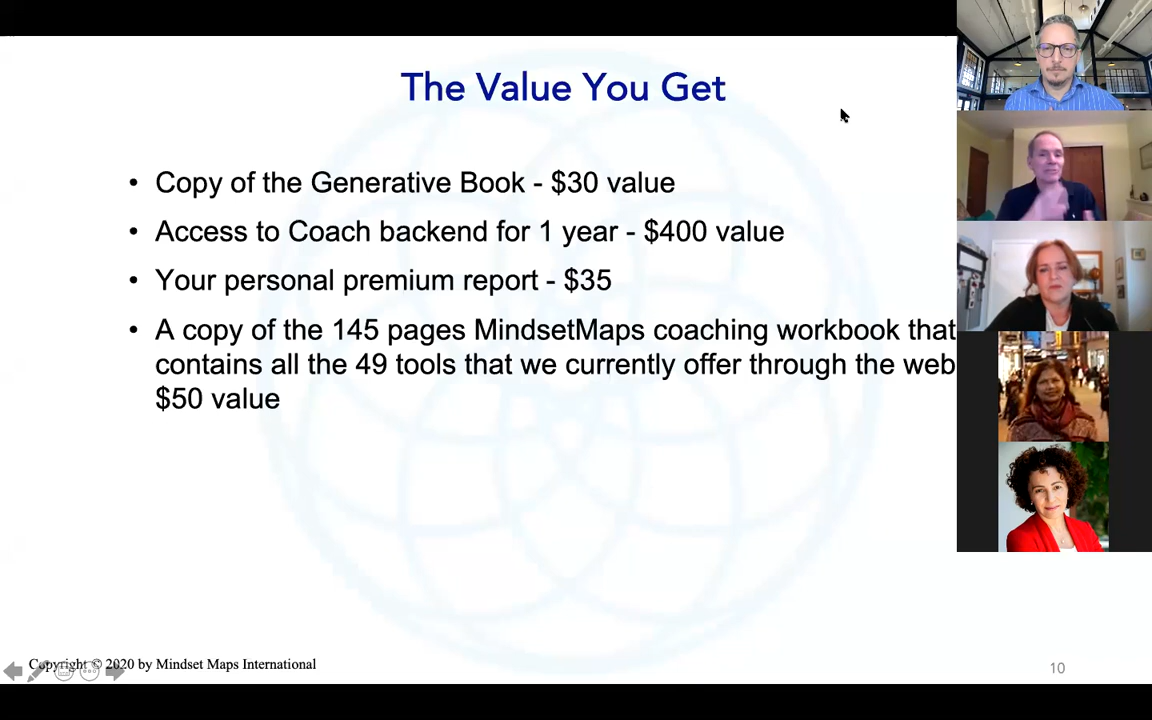 The Value You Get
• Copy of the Generative Book - $30 value
• Access to Coach backend for 1 year - $400 value
• Your personal premium report - $35
• A copy of the 145 pages MindsetMaps coaching workbook that
contains all the 49 tools that we currently offer through the web
$50 value
Copyright © 2020 by Mindset Maps International
10